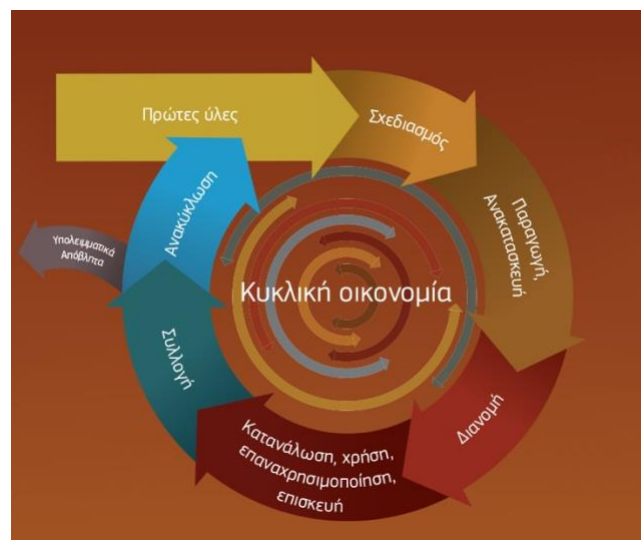 Πρώτες ύλες
Σχεδιασμός
Παραγωγή,
Ανακατασκευή
Διανομή
Κατανάλωση, χρήση,
επαναχρησιμοποίηση,
επισκευή
Συλλογή
Υπολειμματικά
Απόβλητα
Ανακύκλωση
Κυκλική οικονομία